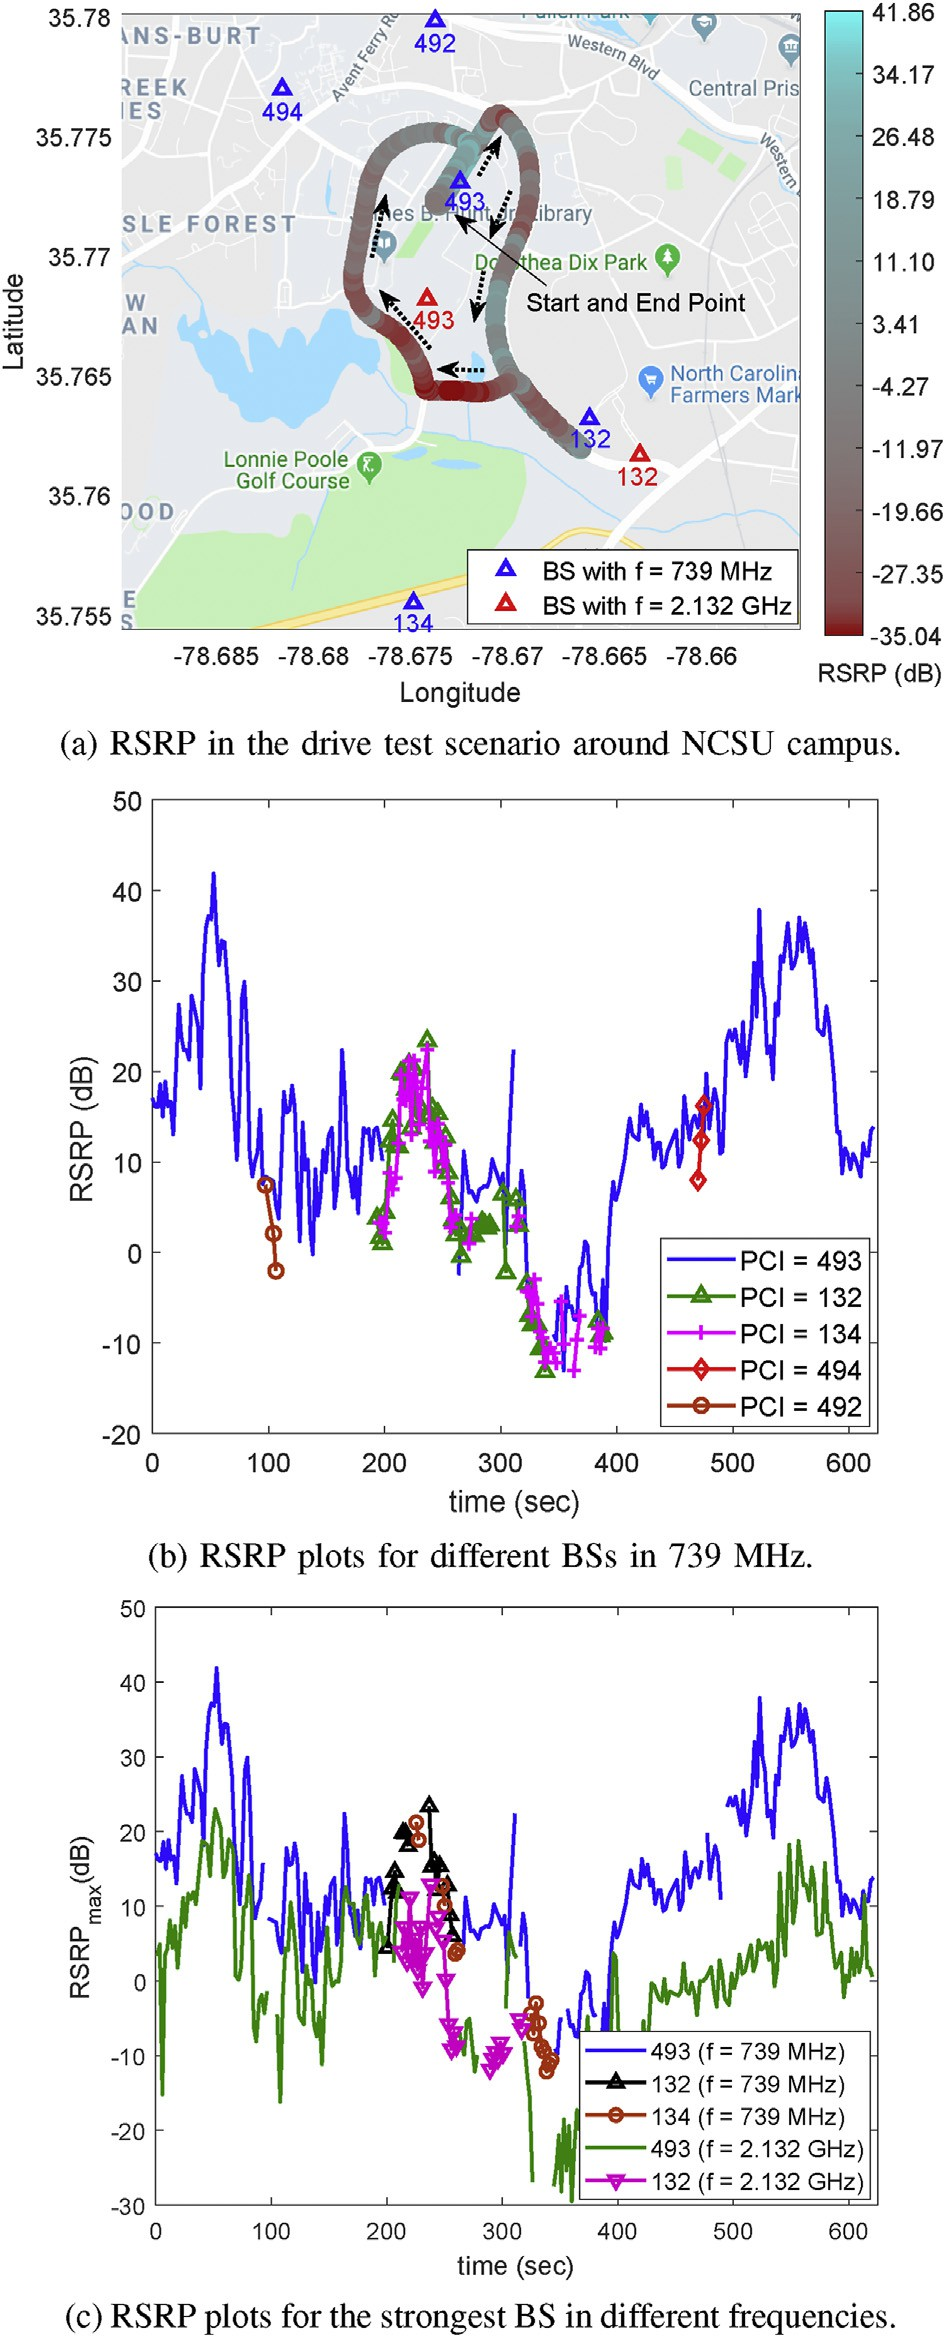 35.78
ANS-BURT
492
Avent Ferry R
Western Blvd
41.86
REEK
494
Central Pris
34.17
35.775
Western
26.48
493
18.79
SLE FOREST
Library
35.77
Dorothea Dix Park
11.10
W
AN
493
Start and End Point
3.41
Latitude
35.765
North Carolina
Farmers Mark
-4.27
132
132
-11.97
Lonnie Poole
Golf Course
35.76
OOD
-19.66
BS with f = 739 MHz
-27.35
E
S
35.755
134
BS with f = 2.132 GHz
-35.04
-78.685 -78.68 -78.675 -78.67 -78.665 -78.66
RSRP (dB)
Longitude
(a) RSRP in the drive test scenario around NCSU campus.
50
40
30
20
10
0
-10
-20
RSRP (dB)
PCI = 493
PCI = 132
PCI = 134
PCI = 494
PCI = 492
0 100 200 300 400 500 600
time (sec)
(b) RSRP plots for different BSs in 739 MHz.
50
40
30
20
10
0
-10
-20
-30
RSRPmax(dB)
493 (f = 739 MHz)
132 (f = 739 MHz)
134 (f = 739 MHz)
493 (f = 2.132 GHz)
132 (f = 2.132 GHz)
0 100 200 300 400 500 600
time (sec)
(c) RSRP plots for the strongest BS in different frequencies.